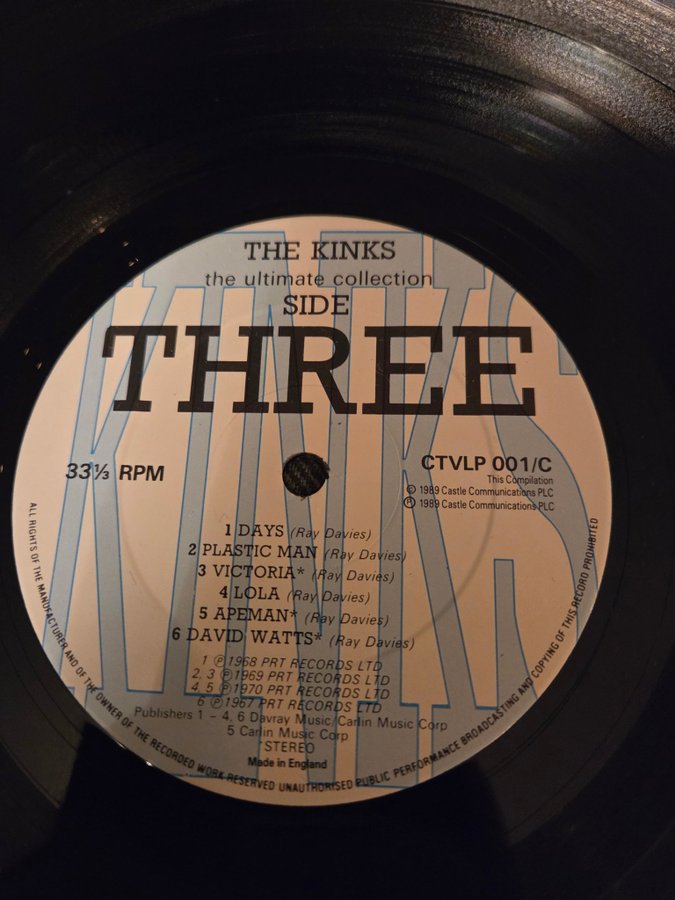 THE KINKS
the ultimate collection
SIDE
THREE
33⅓ RPM
CTVLP 001/C
This Compilation
© 1989 Castle Communications PLC
℗ 1989 Castle Communications PLC
1 DAYS (Ray Davies)
2 PLASTIC MAN (Ray Davies)
3 VICTORIA* (Ray Davies)
4 LOLA (Ray Davies)
5 APEMAN* (Ray Davies)
6 DAVID WATTS* (Ray Davies)
1 ℗ 1968 PRT RECORDS LTD
2, 3 ℗ 1969 PRT RECORDS LTD
4, 5 ℗ 1970 PRT RECORDS LTD
6 ℗ 1967 PRT RECORDS LTD
Publishers 1 – 4, 6 Davray Music/Carlin Music Corp
5 Carlin Music Corp
STEREO
Made in England
ALL RIGHTS OF THE MANUFACTURER AND OF THE OWNER OF THE RECORDED WORK RESERVED UNAUTHORISED PUBLIC PERFORMANCE BROADCASTING AND COPYING OF THIS RECORD PROHIBITED
KINKS